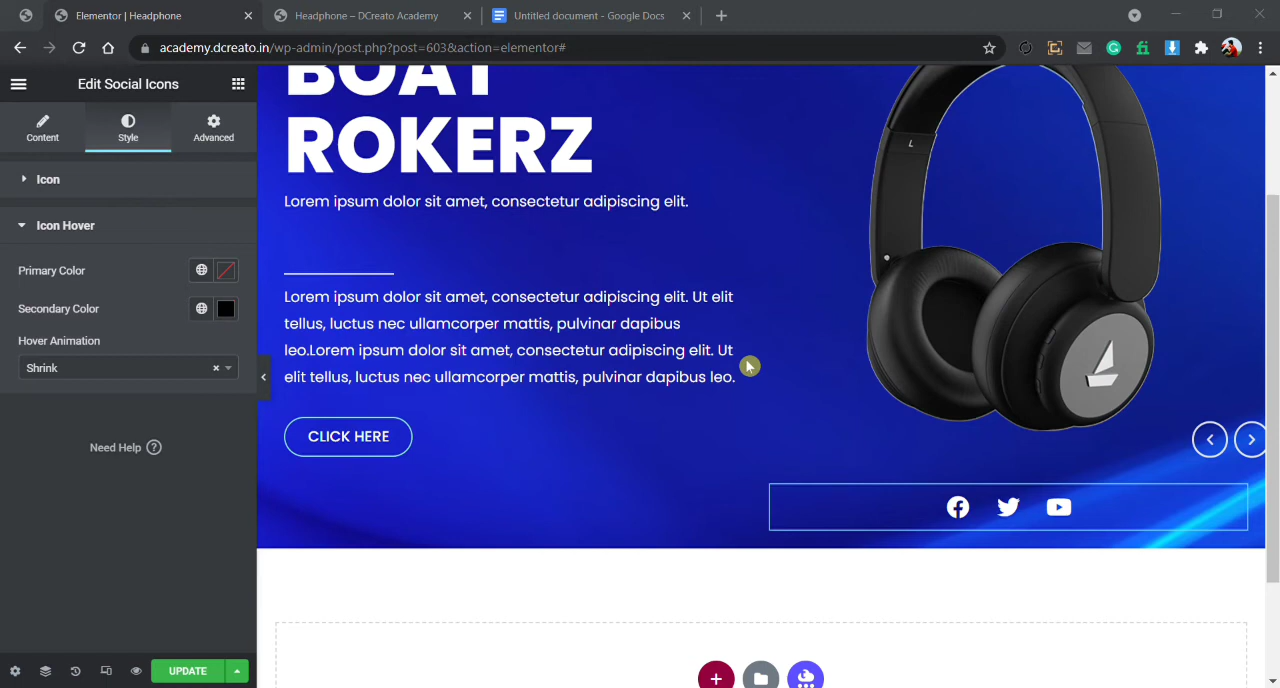 Elementor | Headphone
Headphone – DCreato Academy
Untitled document - Google Docs
academy.dcreato.in/wp-admin/post.php?post=603&action=elementor#
Edit Social Icons
Content
Style
Advanced
Icon
Icon Hover
Primary Color
Secondary Color
Hover Animation
Shrink
Need Help
UPDATE
BOAT
ROKERZ
Lorem ipsum dolor sit amet, consectetur adipiscing elit.
Lorem ipsum dolor sit amet, consectetur adipiscing elit. Ut elit
tellus, luctus nec ullamcorper mattis, pulvinar dapibus
leo.Lorem ipsum dolor sit amet, consectetur adipiscing elit. Ut
elit tellus, luctus nec ullamcorper mattis, pulvinar dapibus leo.
CLICK HERE
L